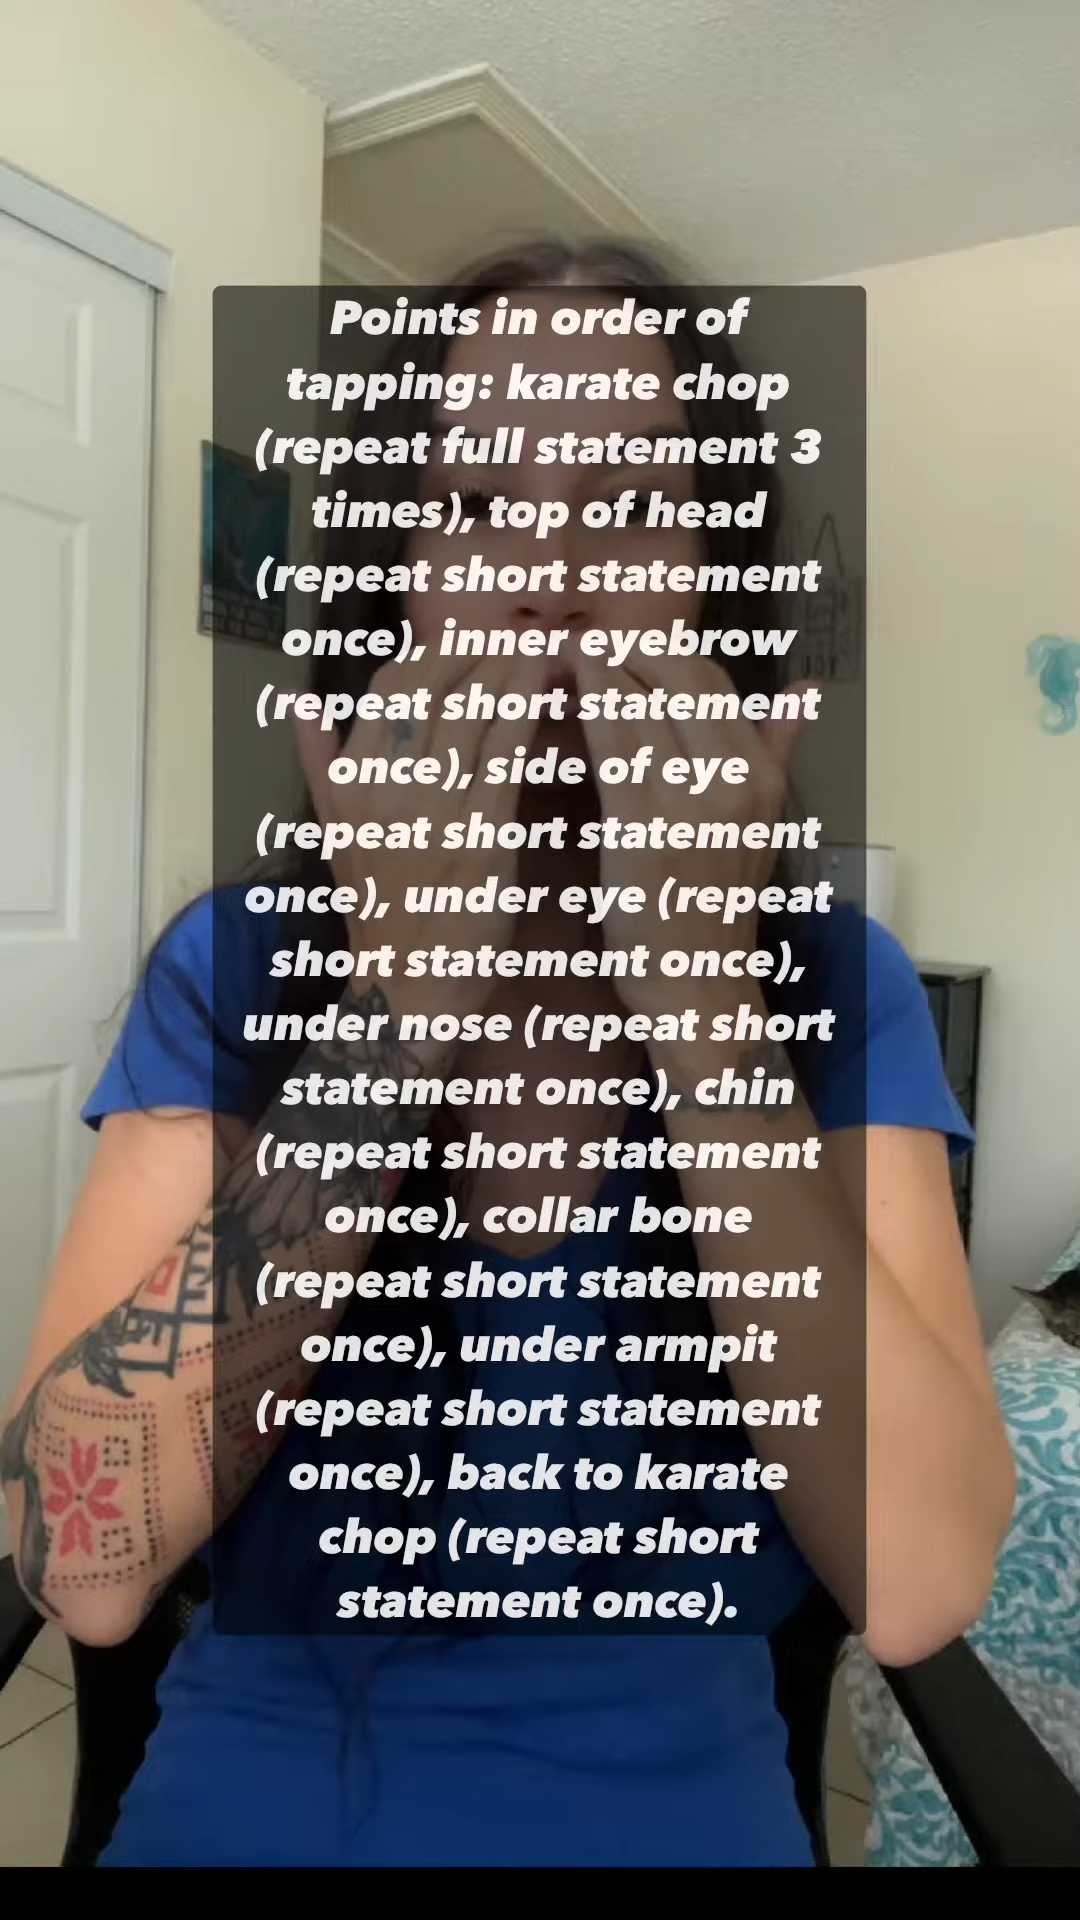 Points in order of
tapping: karate chop
(repeat full statement 3
times), top of head
(repeat short statement
once), inner eyebrow
(repeat short statement
once), side of eye
(repeat short statement
once), under eye (repeat
short statement once),
under nose (repeat short
statement once), chin
(repeat short statement
once), collar bone
(repeat short statement
once), under armpit
(repeat short statement
once), back to karate
chop (repeat short
statement once).